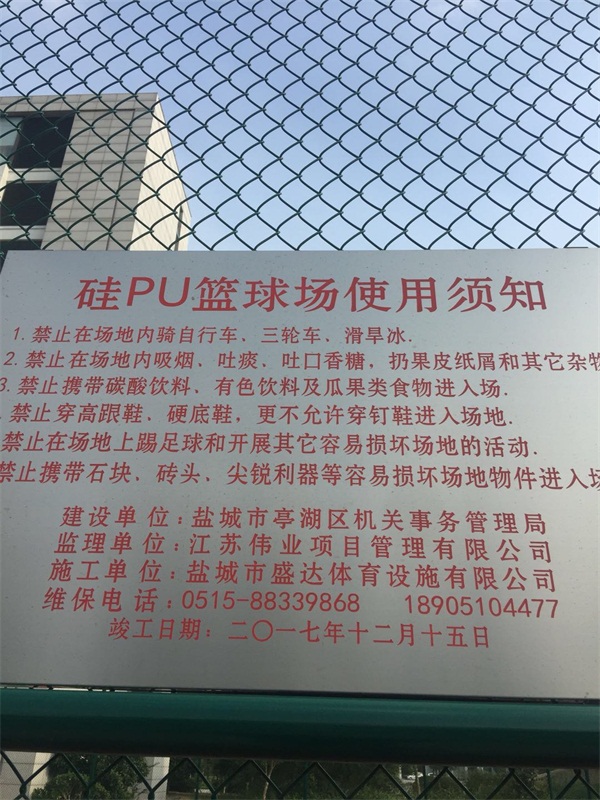 硅PU篮球场使用须知
1.禁止在场地内骑自行车、三轮车、滑旱冰.
2.禁止在场地内吸烟、吐痰、吐口香糖，扔果皮纸屑和其它杂物
3.禁止携带碳酸饮料、有色饮料及瓜果类食物进入场.
.禁止穿高跟鞋、硬底鞋，更不允许穿钉鞋进入场地.
禁止在场地上踢足球和开展其它容易损坏场地的活动.
禁止携带石块、砖头、尖锐利器等容易损坏场地物件进入场
建设单位:盐城市亭湖区机关事务管理局
监理单位:江苏伟业项目管理有限公司
施工单位:盐城市盛达体育设施有限公司
维保电话:0515-88339868 18905104477
竣工日期:二〇一七年十二月十五日